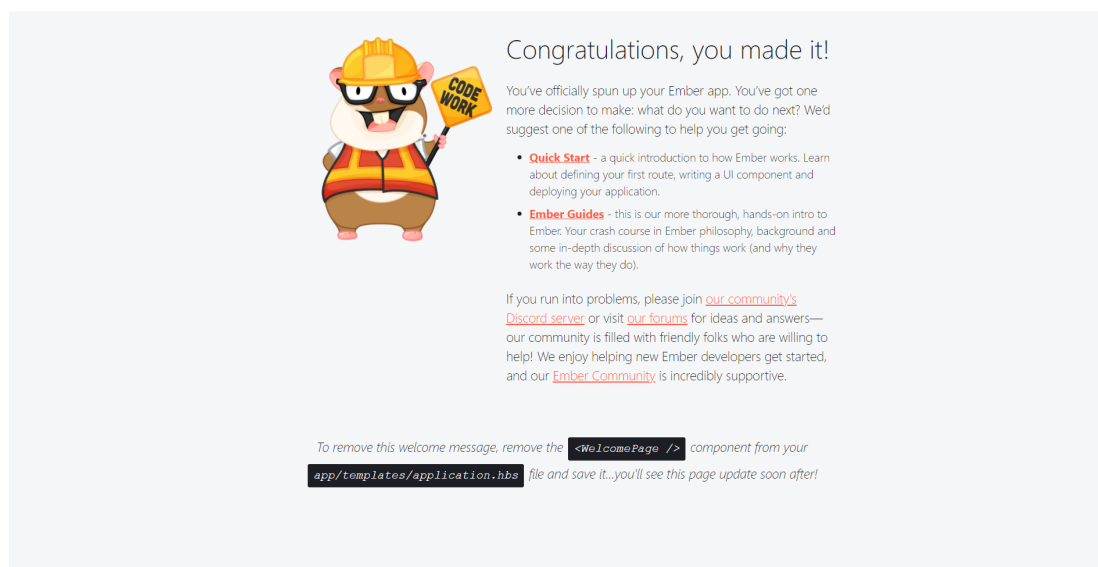 CODE
WORK
Congratulations, you made it!
You've officially spun up your Ember app. You've got one
more decision to make: what do you want to do next? We'd
suggest one of the following to help you get going:
• Quick Start - a quick introduction to how Ember works. Learn
about defining your first route, writing a UI component and
deploying your application.
• Ember Guides - this is our more thorough, hands-on intro to
Ember. Your crash course in Ember philosophy, background and
some in-depth discussion of how things work (and why they
work the way they do).
If you run into problems, please join our community's
Discord server or visit our forums for ideas and answers—
our community is filled with friendly folks who are willing to
help! We enjoy helping new Ember developers get started,
and our Ember Community is incredibly supportive.
To remove this welcome message, remove the <WelcomePage /> component from your
app/templates/application.hbs file and save it...you'll see this page update soon after!